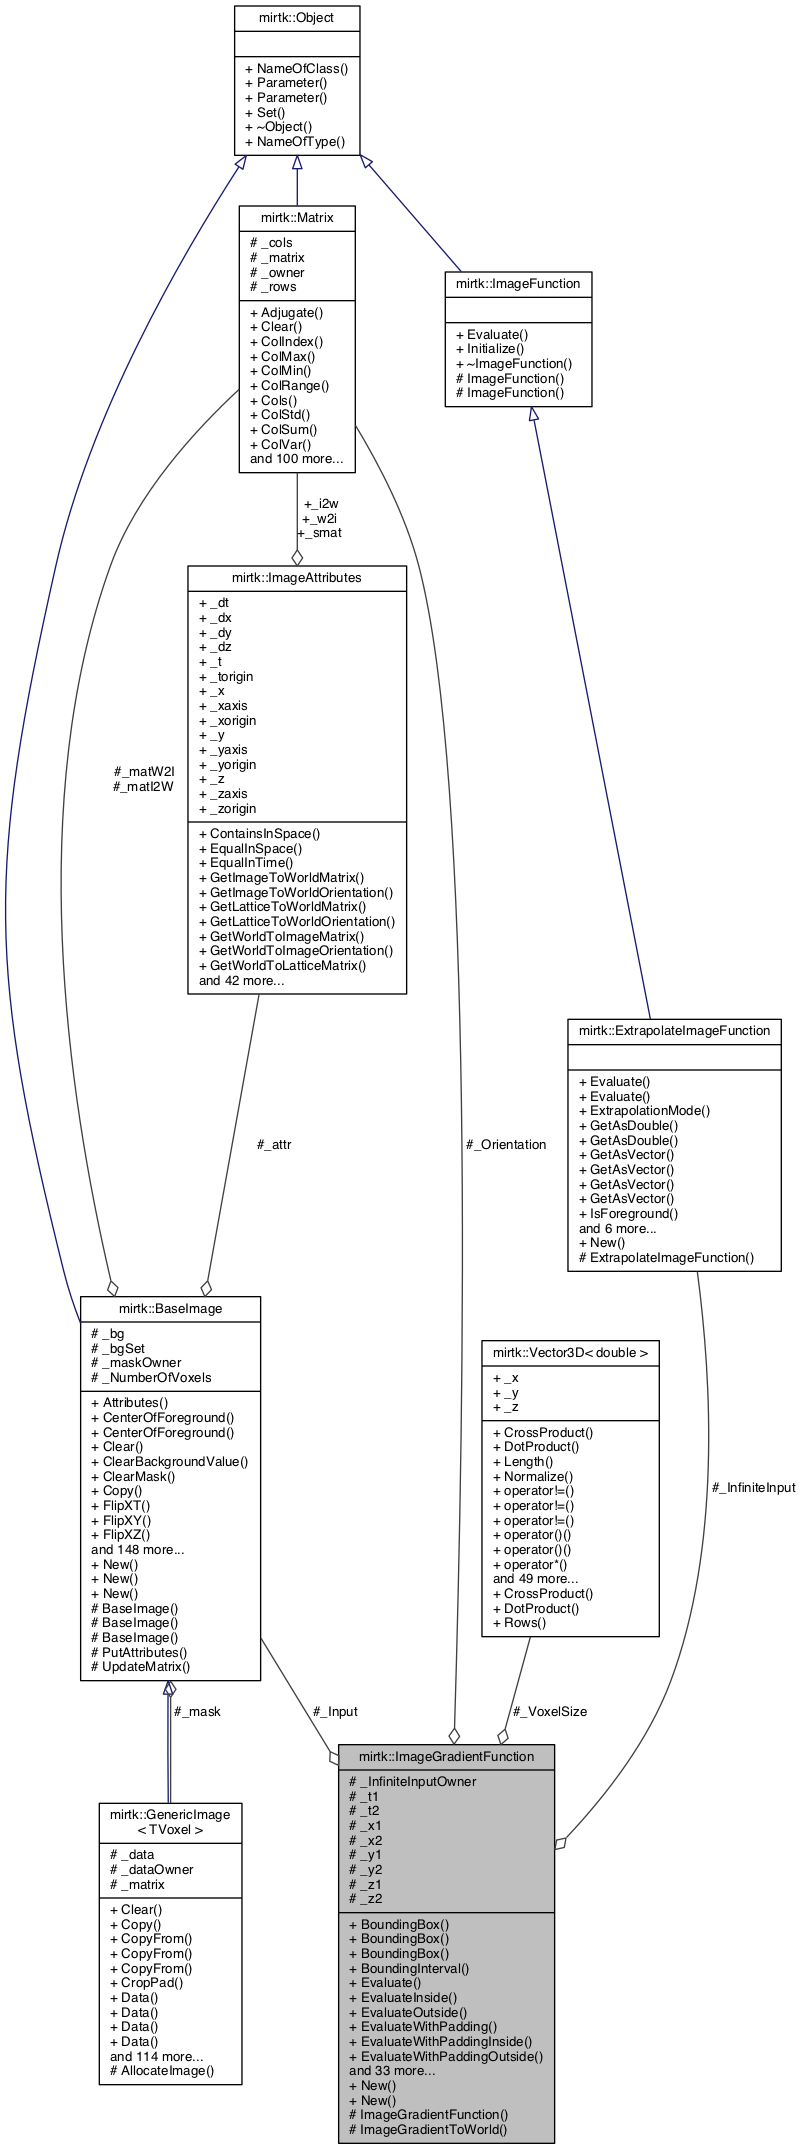 mirtk::Object
+ NameOfClass()
+ Parameter()
+ Parameter()
+ Set()
+ ~Object()
+ NameOfType()
mirtk::Matrix
# _cols
# _matrix
# _owner
# _rows
+ Adjugate()
+ Clear()
+ ColIndex()
+ ColMax()
+ ColMin()
+ ColRange()
+ Cols()
+ ColStd()
+ ColSum()
+ ColVar()
and 100 more...
mirtk::ImageFunction
+ Evaluate()
+ Initialize()
+ ~ImageFunction()
# ImageFunction()
# ImageFunction()
+_i2w
+_w2i
+_smat
mirtk::ImageAttributes
+ _dt
+ _dx
+ _dy
+ _dz
+ _t
+ _torigin
+ _x
+ _xaxis
+ _xorigin
+ _y
+ _yaxis
+ _yorigin
+ _z
+ _zaxis
+ _zorigin
+ ContainsInSpace()
+ EqualInSpace()
+ EqualInTime()
+ GetImageToWorldMatrix()
+ GetImageToWorldOrientation()
+ GetLatticeToWorldMatrix()
+ GetLatticeToWorldOrientation()
+ GetWorldToImageMatrix()
+ GetWorldToImageOrientation()
+ GetWorldToLatticeMatrix()
and 42 more...
#_matW2I
#_matI2W
#_attr
#_Orientation
mirtk::ExtrapolateImageFunction
+ Evaluate()
+ Evaluate()
+ ExtrapolationMode()
+ GetAsDouble()
+ GetAsDouble()
+ GetAsVector()
+ GetAsVector()
+ GetAsVector()
+ GetAsVector()
+ IsForeground()
and 6 more...
+ New()
# ExtrapolateImageFunction()
mirtk::BaseImage
# _bg
# _bgSet
# _maskOwner
# _NumberOfVoxels
+ Attributes()
+ CenterOfForeground()
+ CenterOfForeground()
+ Clear()
+ ClearBackgroundValue()
+ ClearMask()
+ Copy()
+ FlipXT()
+ FlipXY()
+ FlipXZ()
and 148 more...
+ New()
+ New()
+ New()
# BaseImage()
# BaseImage()
# BaseImage()
# PutAttributes()
# UpdateMatrix()
mirtk::Vector3D< double >
+ _x
+ _y
+ _z
+ CrossProduct()
+ DotProduct()
+ Length()
+ Normalize()
+ operator!=()
+ operator!=()
+ operator!=()
+ operator()()
+ operator()()
+ operator*()
and 49 more...
+ CrossProduct()
+ DotProduct()
+ Rows()
#_InfiniteInput
#_mask
#_Input
#_VoxelSize
mirtk::GenericImage
< TVoxel >
# _data
# _dataOwner
# _matrix
+ Clear()
+ Copy()
+ CopyFrom()
+ CopyFrom()
+ CopyFrom()
+ CropPad()
+ Data()
+ Data()
+ Data()
+ Data()
and 114 more...
# AllocateImage()
mirtk::ImageGradientFunction
# _InfiniteInputOwner
# _t1
# _t2
# _x1
# _x2
# _y1
# _y2
# _z1
# _z2
+ BoundingBox()
+ BoundingBox()
+ BoundingBox()
+ BoundingInterval()
+ Evaluate()
+ EvaluateInside()
+ EvaluateOutside()
+ EvaluateWithPadding()
+ EvaluateWithPaddingInside()
+ EvaluateWithPaddingOutside()
and 33 more...
+ New()
+ New()
# ImageGradientFunction()
# ImageGradientToWorld()